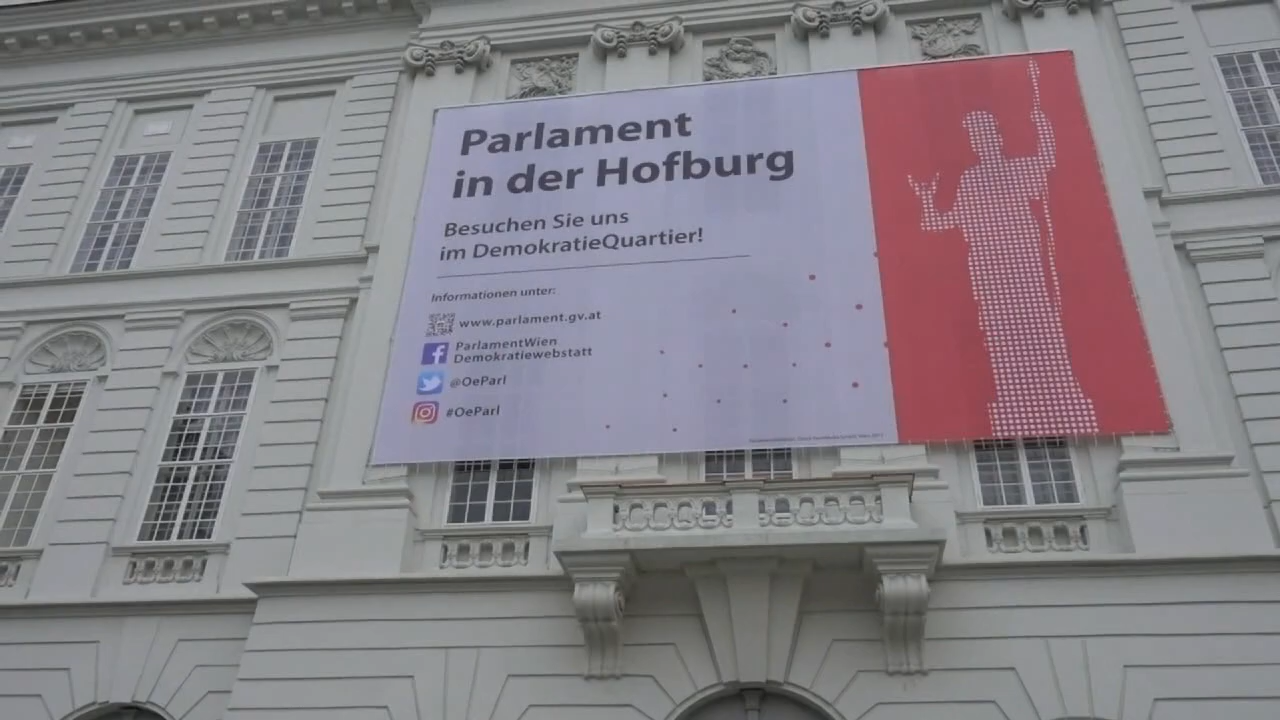 Parlament
in der Hofburg
Besuchen Sie uns
im DemokratieQuartier!
Informationen unter:
www.parlament.gv.at
ParlamentWien
Demokratiewebstatt
@OeParl
#OeParl